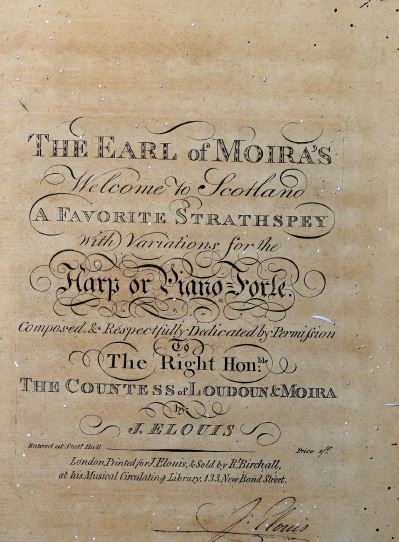 THE EARL of MOIRA'S
Welcome to Scotland
A FAVORITE STRATHSPEY
With Variations for the
Harp or Piano=Forte.
Composed & Respectfully Dedicated by Permiſsion
To
The Right Hon.ble
THE COUNTESS of LOUDOUN & MOIRA
by
J. ELOUIS
Entered at Stat.s Hall Price
London, Printed for J. Elouis, & Sold by R.t Birchall,
at his Musical Circulating Library, 133, New Bond Street.
J. Elouis